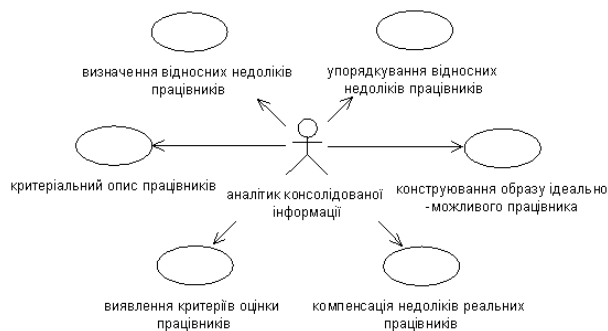 визначення відносних недоліків
працівників
упорядкування відносних
недоліків працівників
критеріальний опис працівників
аналітик консолідованої
інформації
конструювання образу ідеально
-можливого працівника
виявлення критеріїв оцінки
працівників
компенсація недоліків реальних
працівників